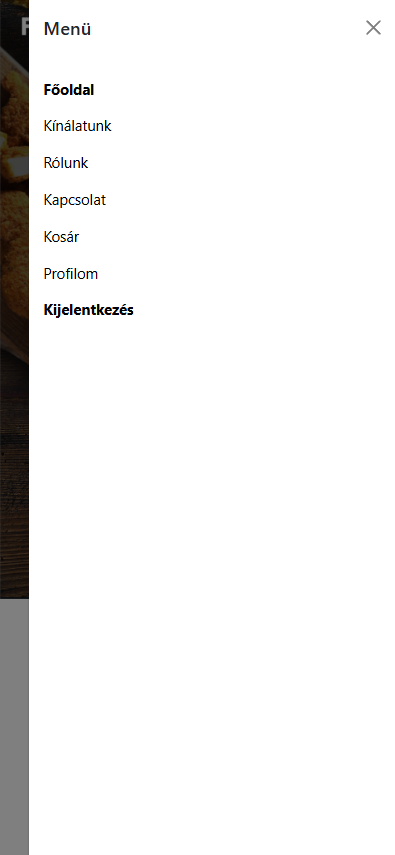 Menü
Főoldal
Kínálatunk
Rólunk
Kapcsolat
Kosár
Profilom
Kijelentkezés